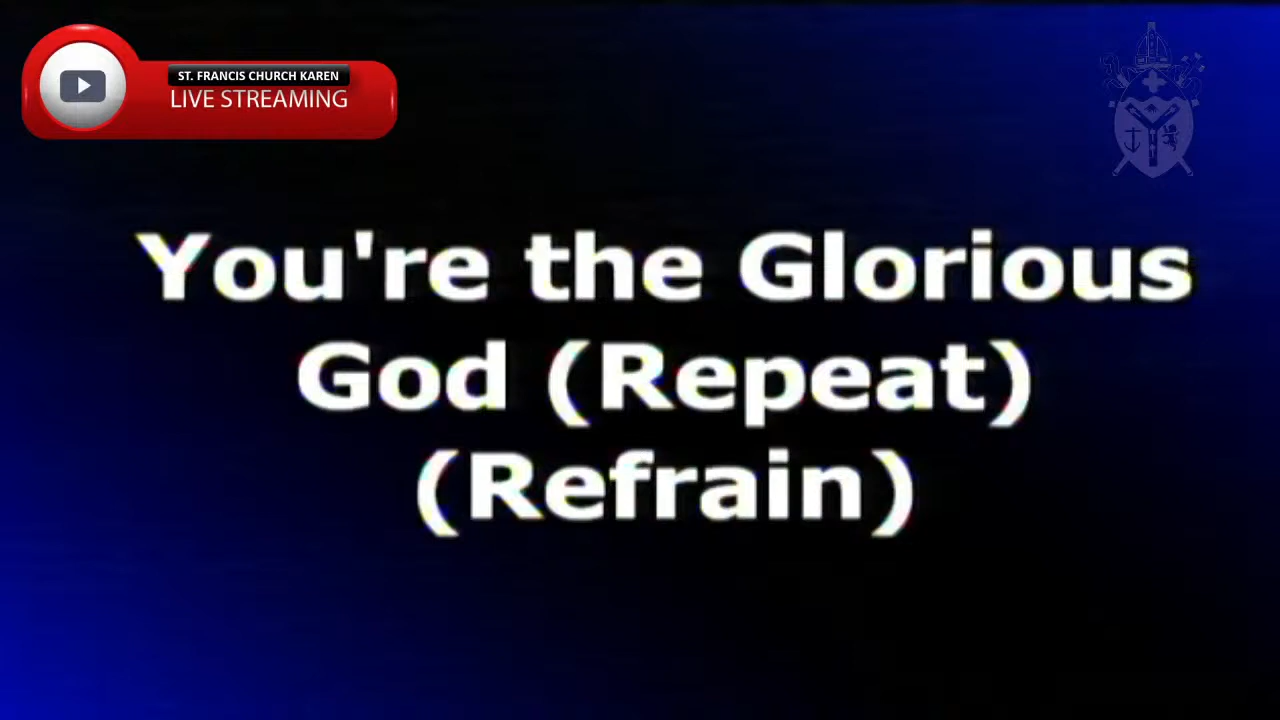 ST. FRANCIS CHURCH KAREN
LIVE STREAMING
You're the Glorious
God (Repeat)
(Refrain)